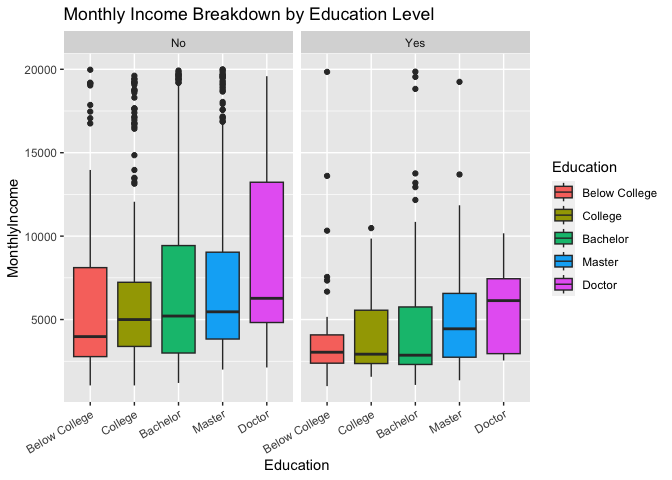 Monthly Income Breakdown by Education Level
No
Yes
MonthlyIncome
20000
15000
10000
5000
Below College
College
Bachelor
Master
Doctor
Below College
College
Bachelor
Master
Doctor
Education
Education
Below College
College
Bachelor
Master
Doctor